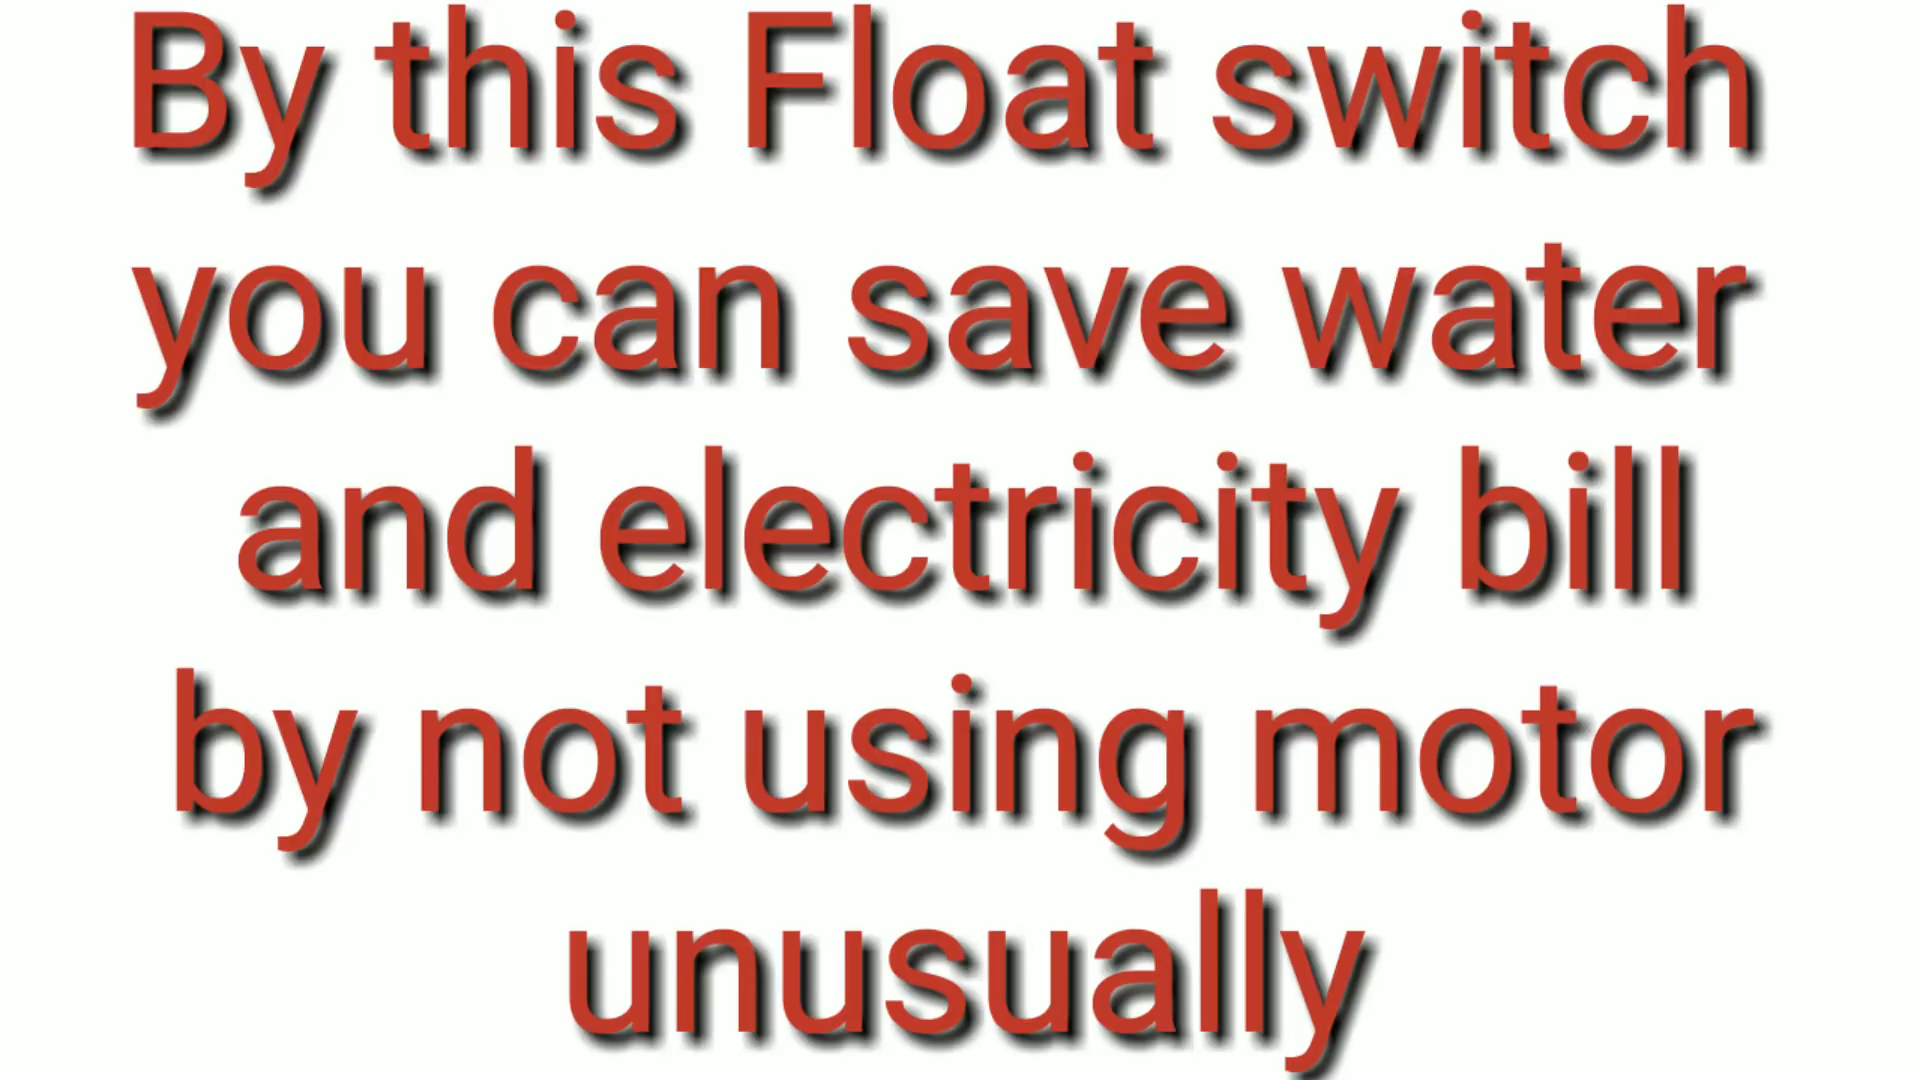 By this Float switch
you can save water
and electricity bill
by not using motor
unusually